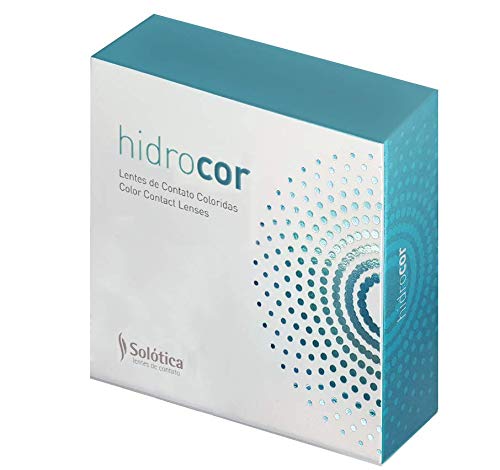 hidrocor
Lentes de Contato Coloridas
Color Contact Lenses
Solótica
lentes de contato
hidrocor